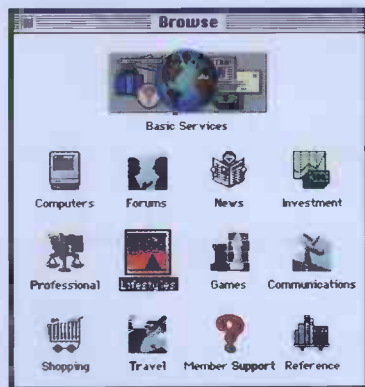 Browse
Basic Services
Computers Forums News Investment
Professional Lifestyles Games Communications
Shopping Travel Member Support Reference